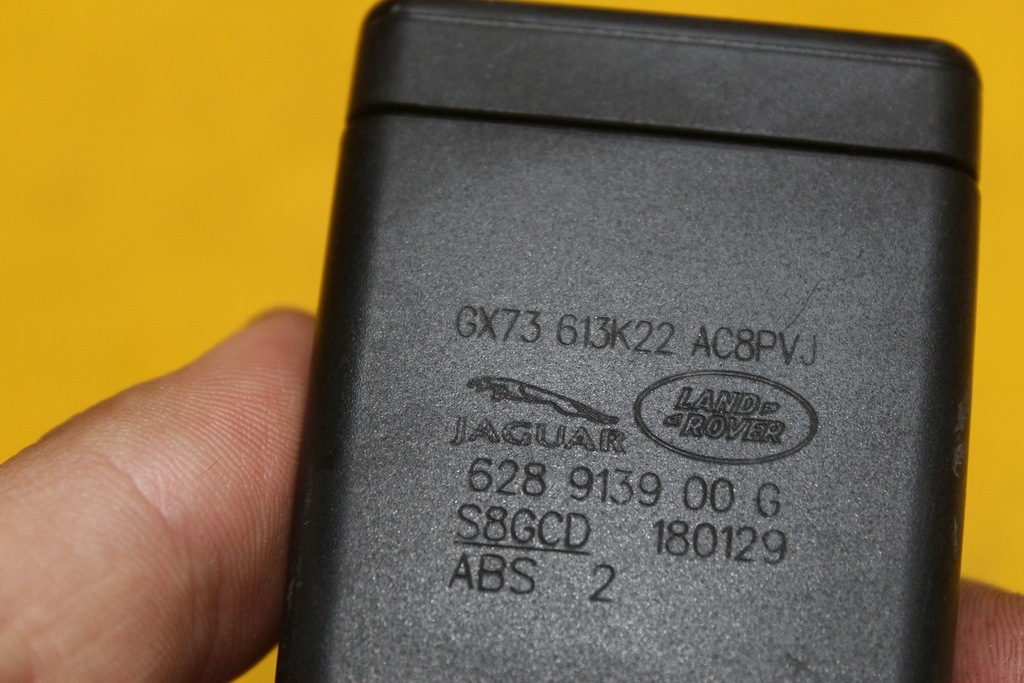 GX73 613K22 AC8PVJ
JAGUAR
LAND
ROVER
628 9139 00 G
S8GCD 180129
ABS 2